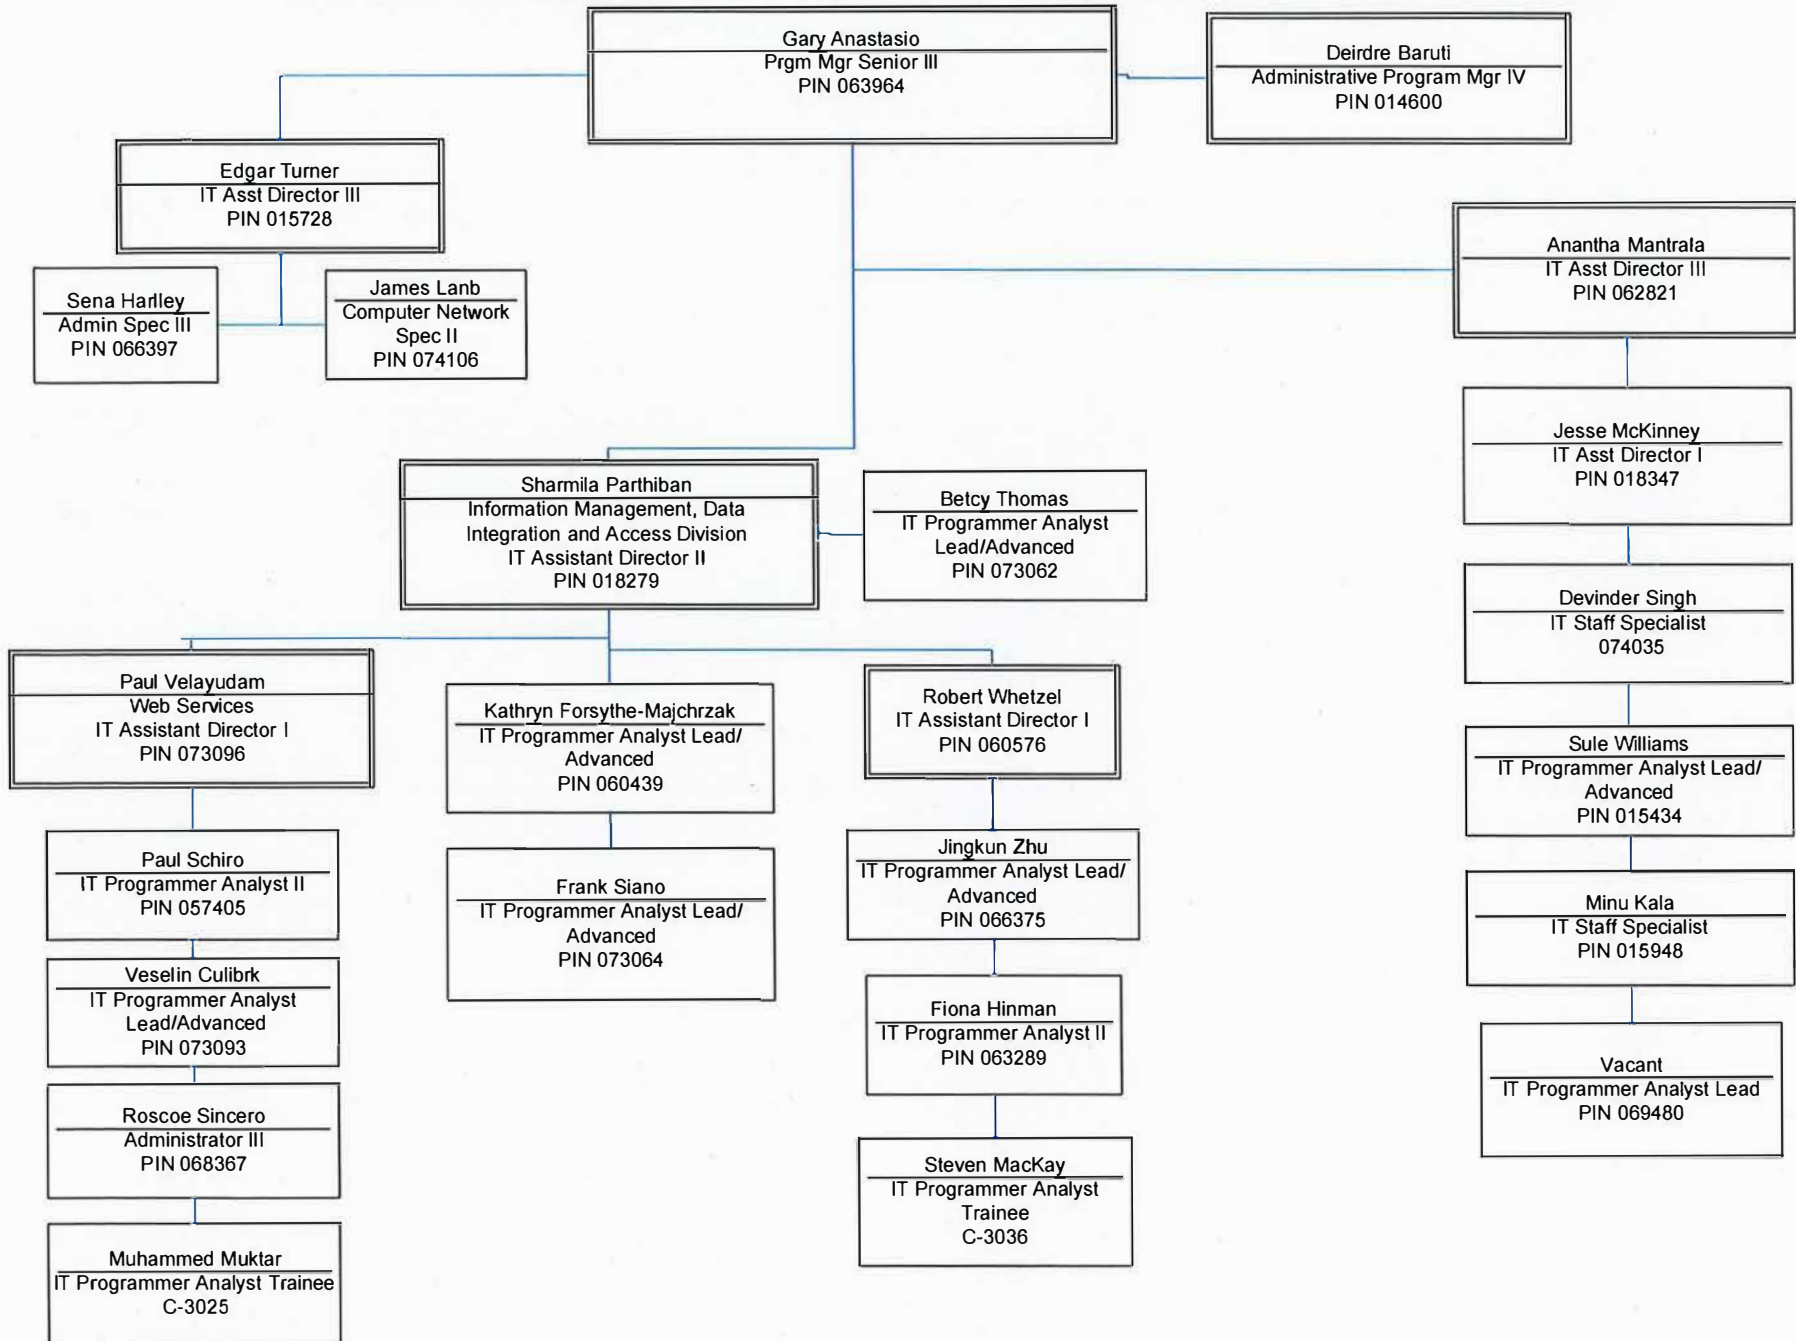 Gary Anastasio
Prgm Mgr Senior III
PIN 063964
Deirdre Baruti
Administrative Program Mgr IV
PIN 014600
Edgar Turner
IT Asst Director III
PIN 015728
Sena Harlley
Admin Spec III
PIN 066397
James Lanb
Computer Network
Spec II
PIN 074106
Anantha Mantrala
IT Asst Director III
PIN 062821
Jesse McKinney
IT Asst Director I
PIN 018347
Devinder Singh
IT Staff Specialist
074035
Sule Williams
IT Programmer Analyst Lead/
Advanced
PIN 015434
Minu Kala
IT Staff Specialist
PIN 015948
Vacant
IT Programmer Analyst Lead
PIN 069480
Sharmila Parthiban
Information Management, Data
Integration and Access Division
IT Assistant Director II
PIN 018279
Betcy Thomas
IT Programmer Analyst
Lead/Advanced
PIN 073062
Paul Velayudam
Web Services
IT Assistant Director I
PIN 073096
Paul Schiro
IT Programmer Analyst II
PIN 057405
Veselin Culibrk
IT Programmer Analyst
Lead/Advanced
PIN 073093
Roscoe Sincero
Administrator III
PIN 068367
Muhammed Muktar
IT Programmer Analyst Trainee
C-3025
Kathryn Forsythe-Majchrzak
IT Programmer Analyst Lead/
Advanced
PIN 060439
Frank Siano
IT Programmer Analyst Lead/
Advanced
PIN 073064
Robert Whetzel
IT Assistant Director I
PIN 060576
Jingkun Zhu
IT Programmer Analyst Lead/
Advanced
PIN 066375
Fiona Hinman
IT Programmer Analyst II
PIN 063289
Steven MacKay
IT Programmer Analyst
Trainee
C-3036